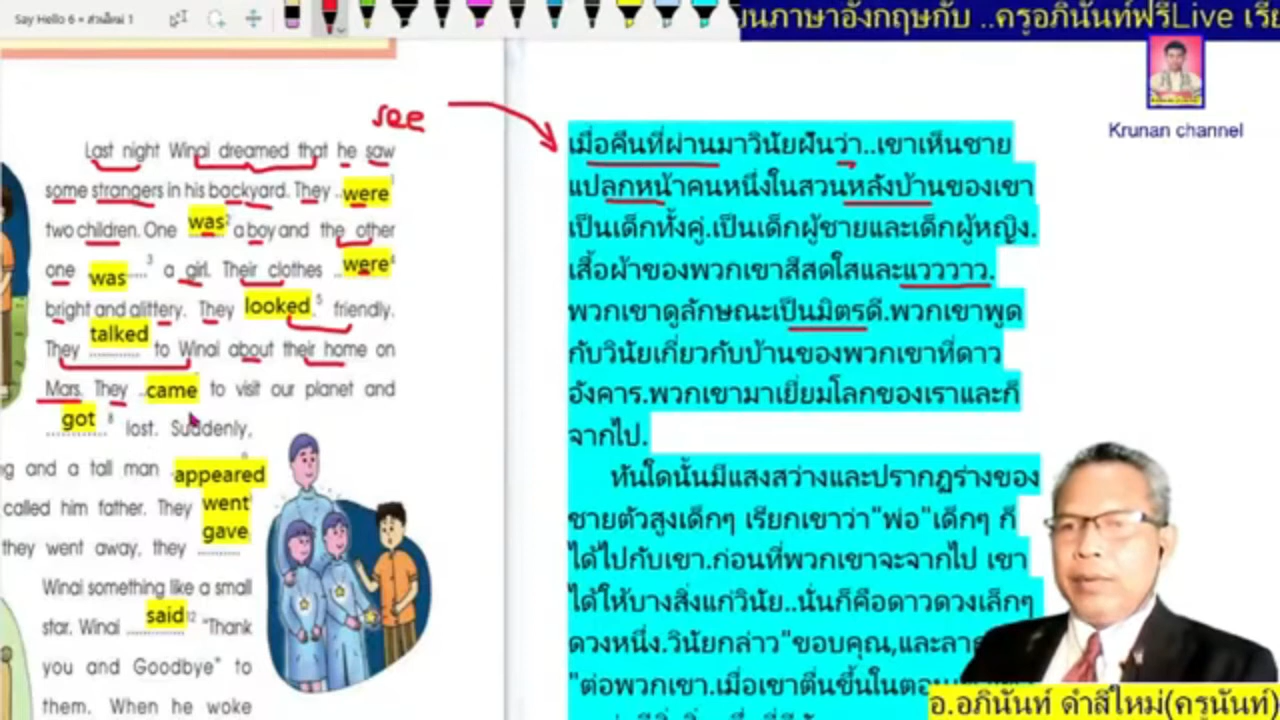 Say Hello 6 • ส่วนใหม่ 1
ยนภาษาอังกฤษกับ ..ครูอภินันท์ฟรีLive เรีย
Krunan channel
see
Last night Winai dreamed that he saw
some strangers in his backyard. They were 1
two children. One was 2 a boy and the other
one was 3 a girl. Their clothes were 4
bright and glittery. They looked 5 friendly.
They talked to Winai about their home on
Mars. They came to visit our planet and
got 8 lost. Suddenly,
g and a tall man appeared 9
called him father. They went
they went away, they gave
Winai something like a small
star. Winai said 12 "Thank
you and Goodbye" to
them. When he woke
เมื่อคืนที่ผ่านมาวินัยฝันว่า..เขาเห็นชาย
แปลกหน้าคนหนึ่งในสวนหลังบ้านของเขา
เป็นเด็กทั้งคู่.เป็นเด็กผู้ชายและเด็กผู้หญิง.
เสื้อผ้าของพวกเขาสีสดใสและแวววาว.
พวกเขาดูลักษณะเป็นมิตรดี.พวกเขาพูด
กับวินัยเกี่ยวกับบ้านของพวกเขาที่ดาว
อังคาร.พวกเขามาเยี่ยมโลกของเราและก็
จากไป.
ทันใดนั้นมีแสงสว่างและปรากฏร่างของ
ชายตัวสูงเด็กๆ เรียกเขาว่า"พ่อ"เด็กๆ ก็
ได้ไปกับเขา.ก่อนที่พวกเขาจะจากไป เขา
ได้ให้บางสิ่งแก่วินัย..นั่นก็คือดาวดวงเล็กๆ
ดวงหนึ่ง.วินัยกล่าว"ขอบคุณ,และลา
"ต่อพวกเขา.เมื่อเขาตื่นขึ้นในตอน
อ.อภินันท์ ดำสีใหม่(ครูนันท์)